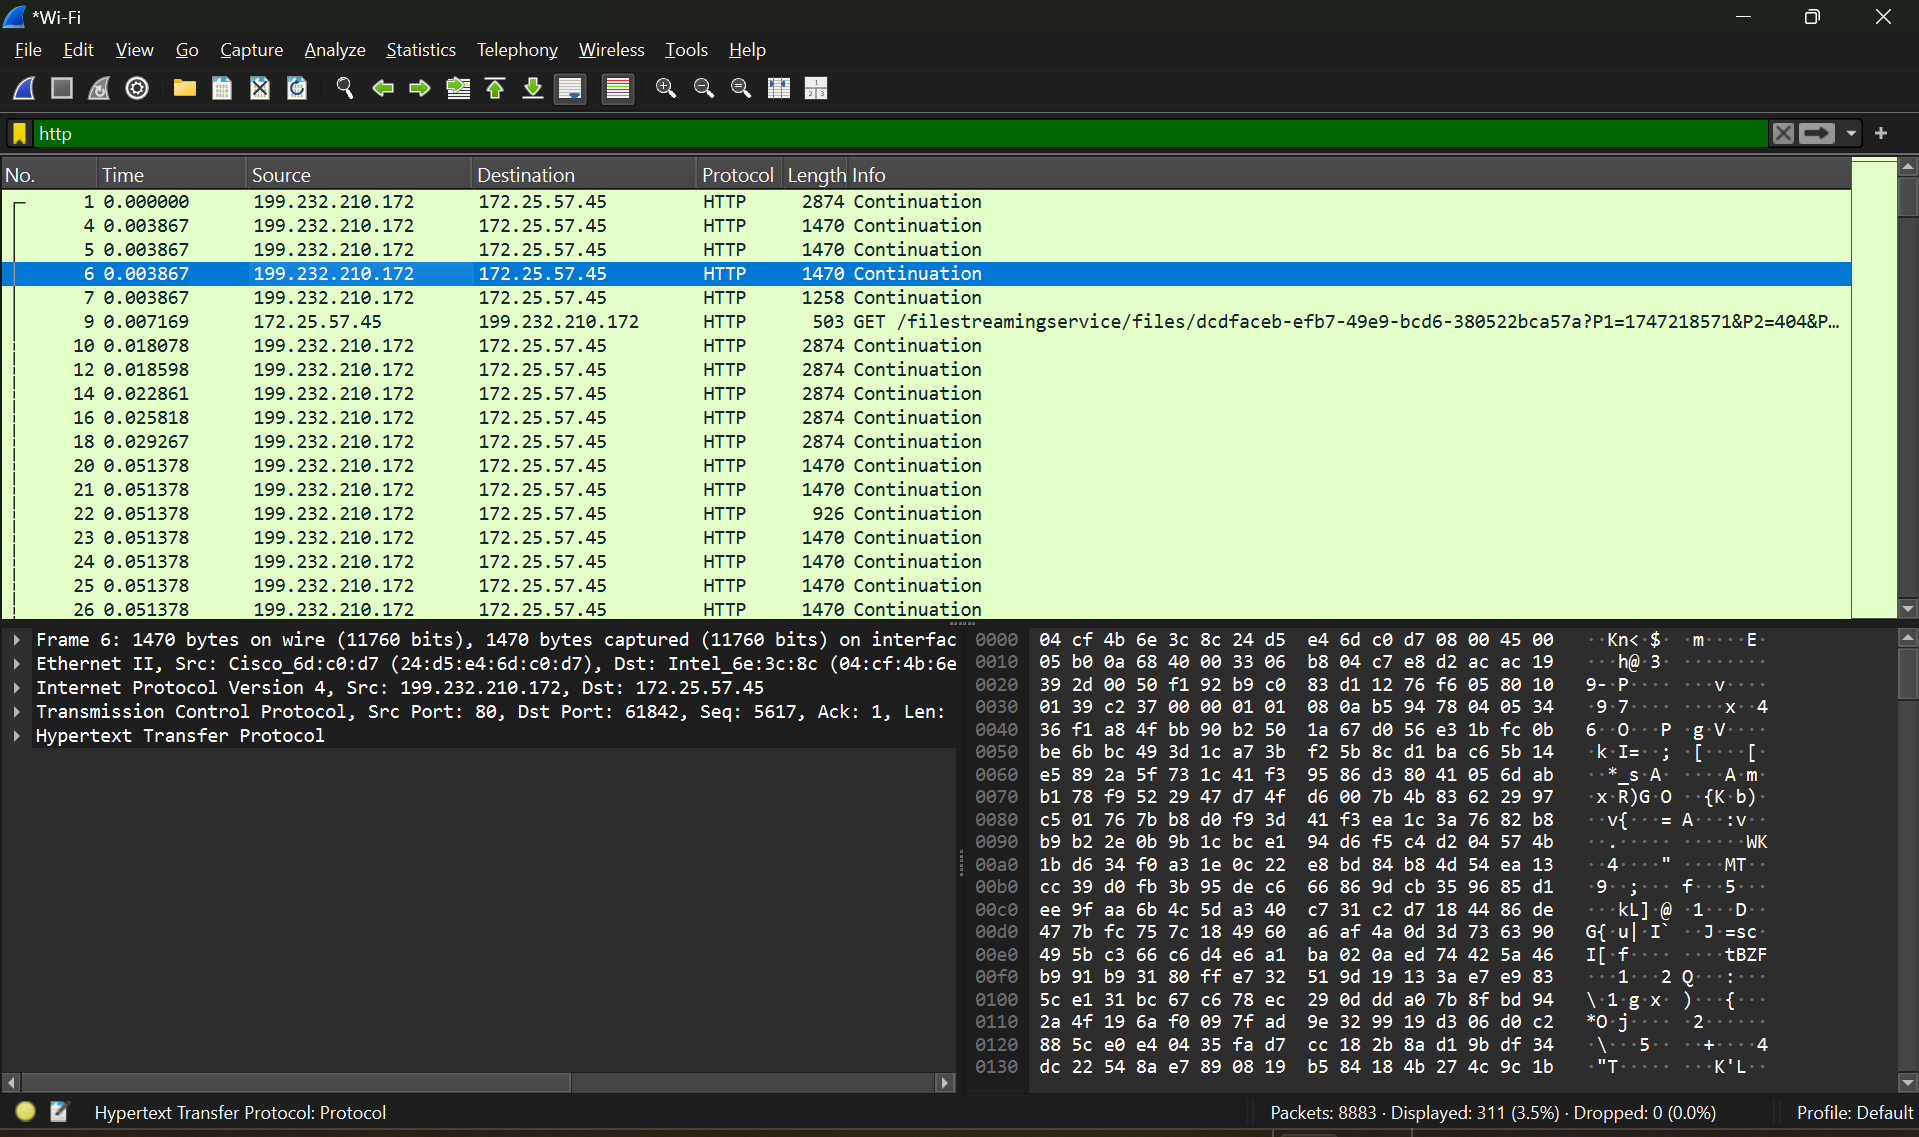 *Wi-Fi
File Edit View Go Capture Analyze Statistics Telephony Wireless Tools Help
http
No. Time Source Destination Protocol Length Info
1 0.000000 199.232.210.172 172.25.57.45 HTTP 2874 Continuation
4 0.003867 199.232.210.172 172.25.57.45 HTTP 1470 Continuation
5 0.003867 199.232.210.172 172.25.57.45 HTTP 1470 Continuation
6 0.003867 199.232.210.172 172.25.57.45 HTTP 1470 Continuation
7 0.003867 199.232.210.172 172.25.57.45 HTTP 1258 Continuation
9 0.007169 172.25.57.45 199.232.210.172 HTTP 503 GET /filestreamingservice/files/dcdfaceb-efb7-49e9-bcd6-380522bca57a?P1=1747218571&P2=404&P…
10 0.018078 199.232.210.172 172.25.57.45 HTTP 2874 Continuation
12 0.018598 199.232.210.172 172.25.57.45 HTTP 2874 Continuation
14 0.022861 199.232.210.172 172.25.57.45 HTTP 2874 Continuation
16 0.025818 199.232.210.172 172.25.57.45 HTTP 2874 Continuation
18 0.029267 199.232.210.172 172.25.57.45 HTTP 2874 Continuation
20 0.051378 199.232.210.172 172.25.57.45 HTTP 1470 Continuation
21 0.051378 199.232.210.172 172.25.57.45 HTTP 1470 Continuation
22 0.051378 199.232.210.172 172.25.57.45 HTTP 926 Continuation
23 0.051378 199.232.210.172 172.25.57.45 HTTP 1470 Continuation
24 0.051378 199.232.210.172 172.25.57.45 HTTP 1470 Continuation
25 0.051378 199.232.210.172 172.25.57.45 HTTP 1470 Continuation
26 0.051378 199.232.210.172 172.25.57.45 HTTP 1470 Continuation
Frame 6: 1470 bytes on wire (11760 bits), 1470 bytes captured (11760 bits) on interfac
Ethernet II, Src: Cisco_6d:c0:d7 (24:d5:e4:6d:c0:d7), Dst: Intel_6e:3c:8c (04:cf:4b:6e
Internet Protocol Version 4, Src: 199.232.210.172, Dst: 172.25.57.45
Transmission Control Protocol, Src Port: 80, Dst Port: 61842, Seq: 5617, Ack: 1, Len:
Hypertext Transfer Protocol
0000 04 cf 4b 6e 3c 8c 24 d5 e4 6d c0 d7 08 00 45 00 ··Kn<·$· ·m····E·
0010 05 b0 0a 68 40 00 33 06 b8 04 c7 e8 d2 ac ac 19 ···h@·3· ········
0020 39 2d 00 50 f1 92 b9 c0 83 d1 12 76 f6 05 80 10 9-·P···· ···v····
0030 01 39 c2 37 00 00 01 01 08 0a b5 94 78 04 05 34 ·9·7···· ····x··4
0040 36 f1 a8 4f bb 90 b2 50 1a 67 d0 56 e3 1b fc 0b 6··O···P ·g·V····
0050 be 6b bc 49 3d 1c a7 3b f2 5b 8c d1 ba c6 5b 14 ·k·I=··; ·[····[·
0060 e5 89 2a 5f 73 1c 41 f3 95 86 d3 80 41 05 6d ab ··*_s·A· ····A·m·
0070 b1 78 f9 52 29 47 d7 4f d6 00 7b 4b 83 62 29 97 ·x·R)G·O ··{K·b)·
0080 c5 01 76 7b b8 d0 f9 3d 41 f3 ea 1c 3a 76 82 b8 ··v{···= A···:v··
0090 b9 b2 2e 0b 9b 1c bc e1 94 d6 f5 c4 d2 04 57 4b ··.····· ······WK
00a0 1b d6 34 f0 a3 1e 0c 22 e8 bd 84 b8 4d 54 ea 13 ··4····" ····MT··
00b0 cc 39 d0 fb 3b 95 de c6 66 86 9d cb 35 96 85 d1 ·9··;··· f···5···
00c0 ee 9f aa 6b 4c 5d a3 40 c7 31 c2 d7 18 44 86 de ···kL]·@ ·1···D··
00d0 47 7b fc 75 7c 18 49 60 a6 af 4a 0d 3d 73 63 90 G{·u|·I` ··J·=sc·
00e0 49 5b c3 66 c6 d4 e6 a1 ba 02 0a ed 74 42 5a 46 I[·f···· ····tBZF
00f0 b9 91 b9 31 80 ff e7 32 51 9d 19 13 3a e7 e9 83 ···1···2 Q···:···
0100 5c e1 31 bc 67 c6 78 ec 29 0d dd a0 7b 8f bd 94 \·1·g·x· )···{···
0110 2a 4f 19 6a f0 09 7f ad 9e 32 99 19 d3 06 d0 c2 *O·j···· ·2······
0120 88 5c e0 e4 04 35 fa d7 cc 18 2b 8a d1 9b df 34 ·\···5·· ··+····4
0130 dc 22 54 8a e7 89 08 19 b5 84 18 4b 27 4c 9c 1b ·"T····· ···K'L··
Hypertext Transfer Protocol: Protocol
Packets: 8883 · Displayed: 311 (3.5%) · Dropped: 0 (0.0%)
Profile: Default